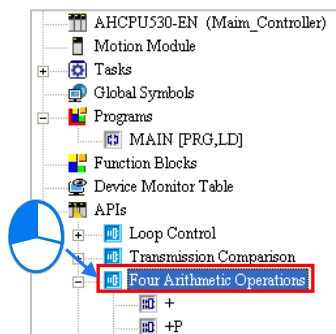 AHCPU530-EN (Maim_Controller)
Motion Module
Tasks
Global Symbols
Programs
MAIN [PRG,LD]
Function Blocks
Device Monitor Table
APIs
Loop Control
Transmission Comparison
Four Arithmetic Operations
+
+P